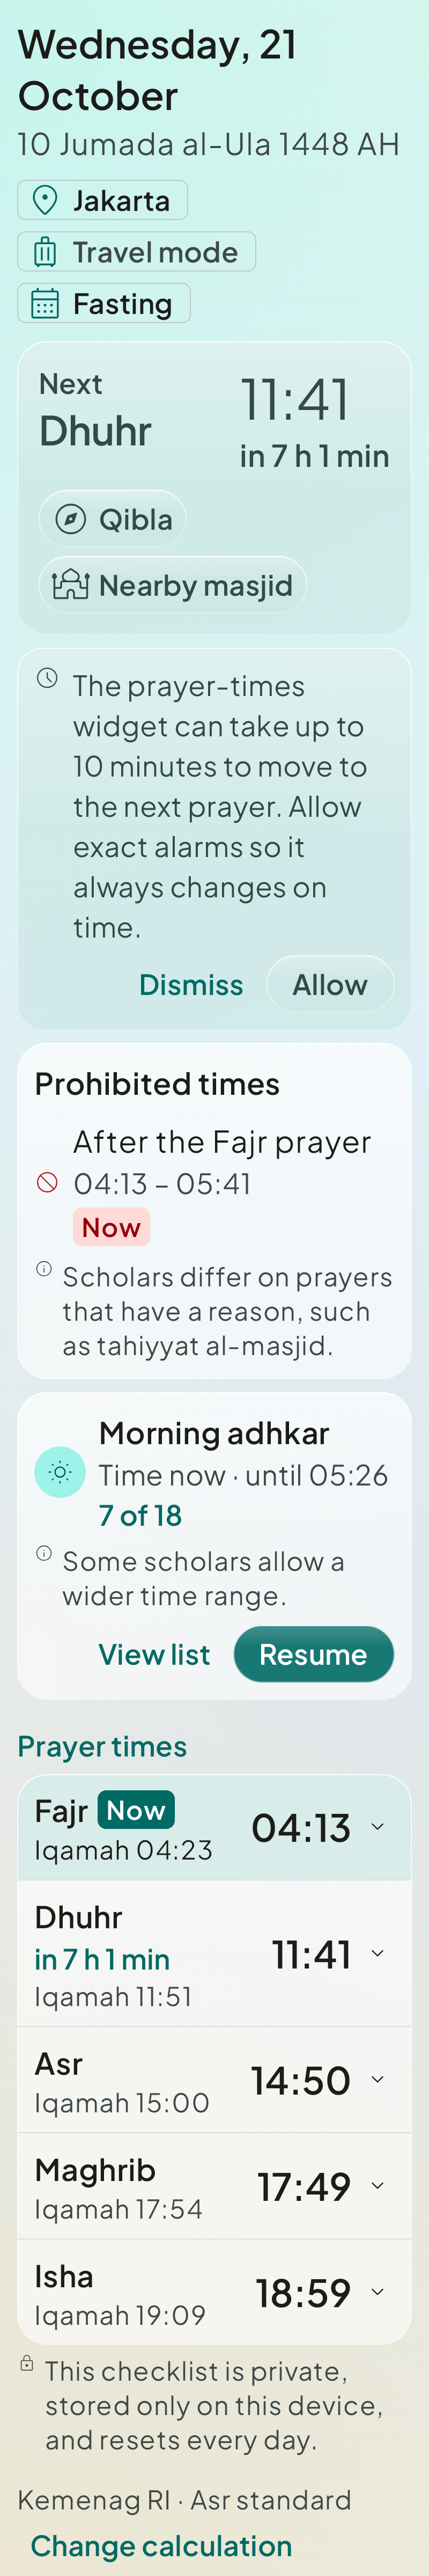 Wednesday, 21
October
10 Jumada al-Ula 1448 AH
Jakarta
Travel mode
Fasting
Next
Dhuhr
11:41
in 7 h 1 min
Qibla
Nearby masjid
The prayer-times
widget can take up to
10 minutes to move to
the next prayer. Allow
exact alarms so it
always changes on
time.
Dismiss
Allow
Prohibited times
After the Fajr prayer
04:13 – 05:41
Now
Scholars differ on prayers
that have a reason, such
as tahiyyat al-masjid.
Morning adhkar
Time now · until 05:26
7 of 18
Some scholars allow a
wider time range.
View list
Resume
Prayer times
Fajr Now
Iqamah 04:23
04:13
Dhuhr
in 7 h 1 min
Iqamah 11:51
11:41
Asr
Iqamah 15:00
14:50
Maghrib
Iqamah 17:54
17:49
Isha
Iqamah 19:09
18:59
This checklist is private,
stored only on this device,
and resets every day.
Kemenag RI · Asr standard
Change calculation